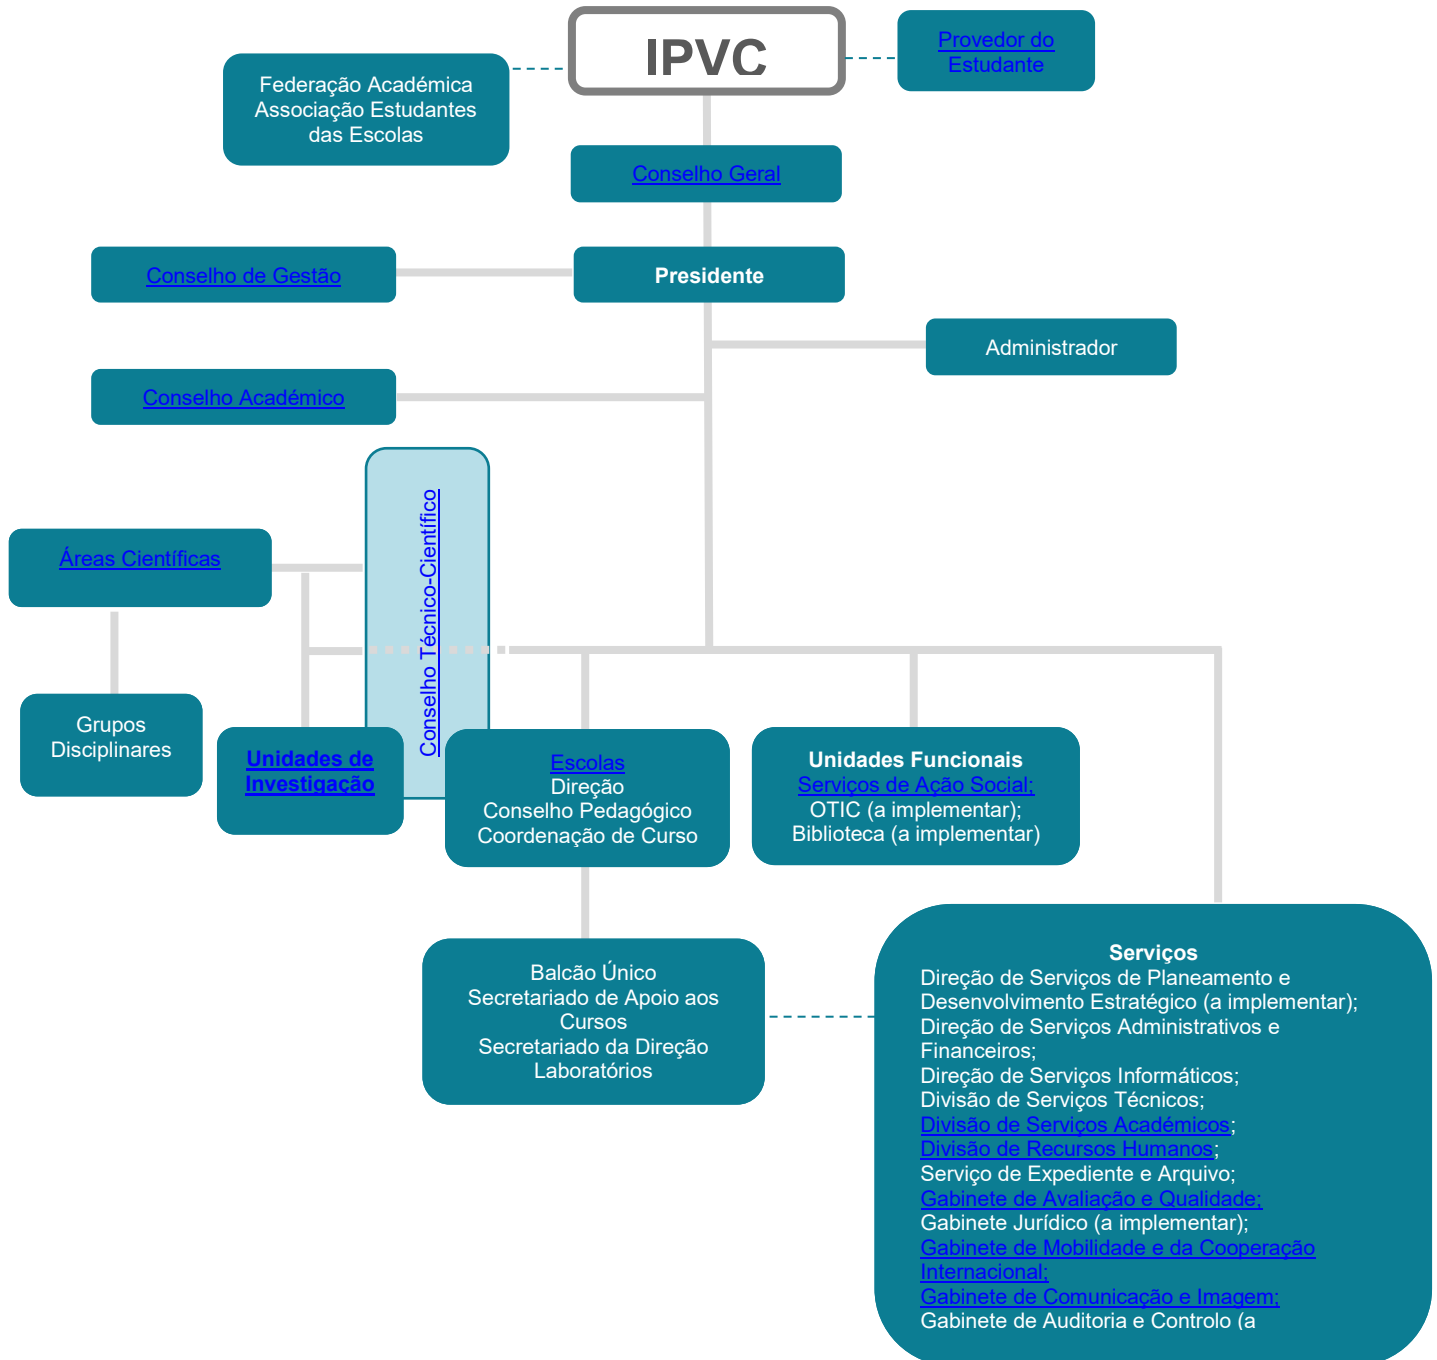 IPVC
Provedor do
Estudante
Federação Académica
Associação Estudantes
das Escolas
Conselho Geral
Conselho de Gestão
Presidente
Administrador
Conselho Académico
Conselho Técnico-Científico
Áreas Científicas
Grupos
Disciplinares
Unidades de
Investigação
Escolas
Direção
Conselho Pedagógico
Coordenação de Curso
Unidades Funcionais
Serviços de Ação Social;
OTIC (a implementar);
Biblioteca (a implementar)
Balcão Único
Secretariado de Apoio aos
Cursos
Secretariado da Direção
Laboratórios
Serviços
Direção de Serviços de Planeamento e
Desenvolvimento Estratégico (a implementar);
Direção de Serviços Administrativos e
Financeiros;
Direção de Serviços Informáticos;
Divisão de Serviços Técnicos;
Divisão de Serviços Académicos;
Divisão de Recursos Humanos;
Serviço de Expediente e Arquivo;
Gabinete de Avaliação e Qualidade;
Gabinete Jurídico (a implementar);
Gabinete de Mobilidade e da Cooperação
Internacional;
Gabinete de Comunicação e Imagem;
Gabinete de Auditoria e Controlo (a